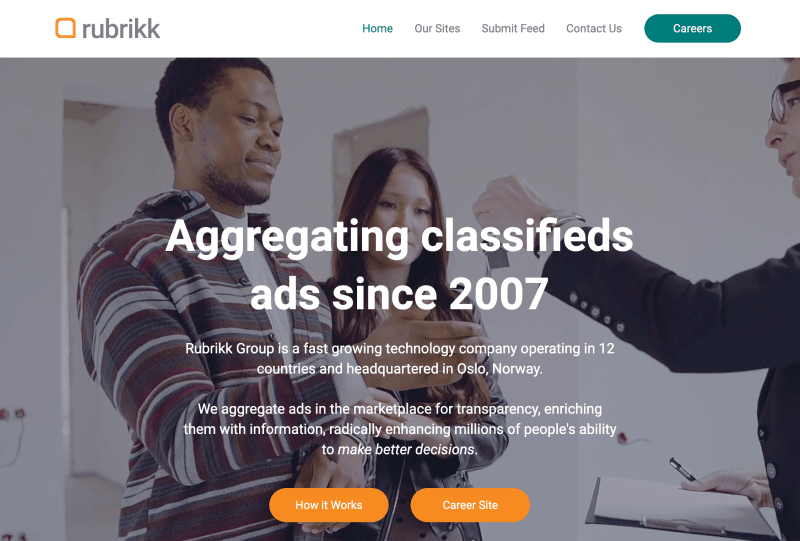 rubrikk
Home
Our Sites
Submit Feed
Contact Us
Careers
Aggregating classifieds
ads since 2007
Rubrikk Group is a fast growing technology company operating in 12
countries and headquartered in Oslo, Norway.
We aggregate ads in the marketplace for transparency, enriching
them with information, radically enhancing millions of people's ability
to make better decisions.
How it Works
Career Site